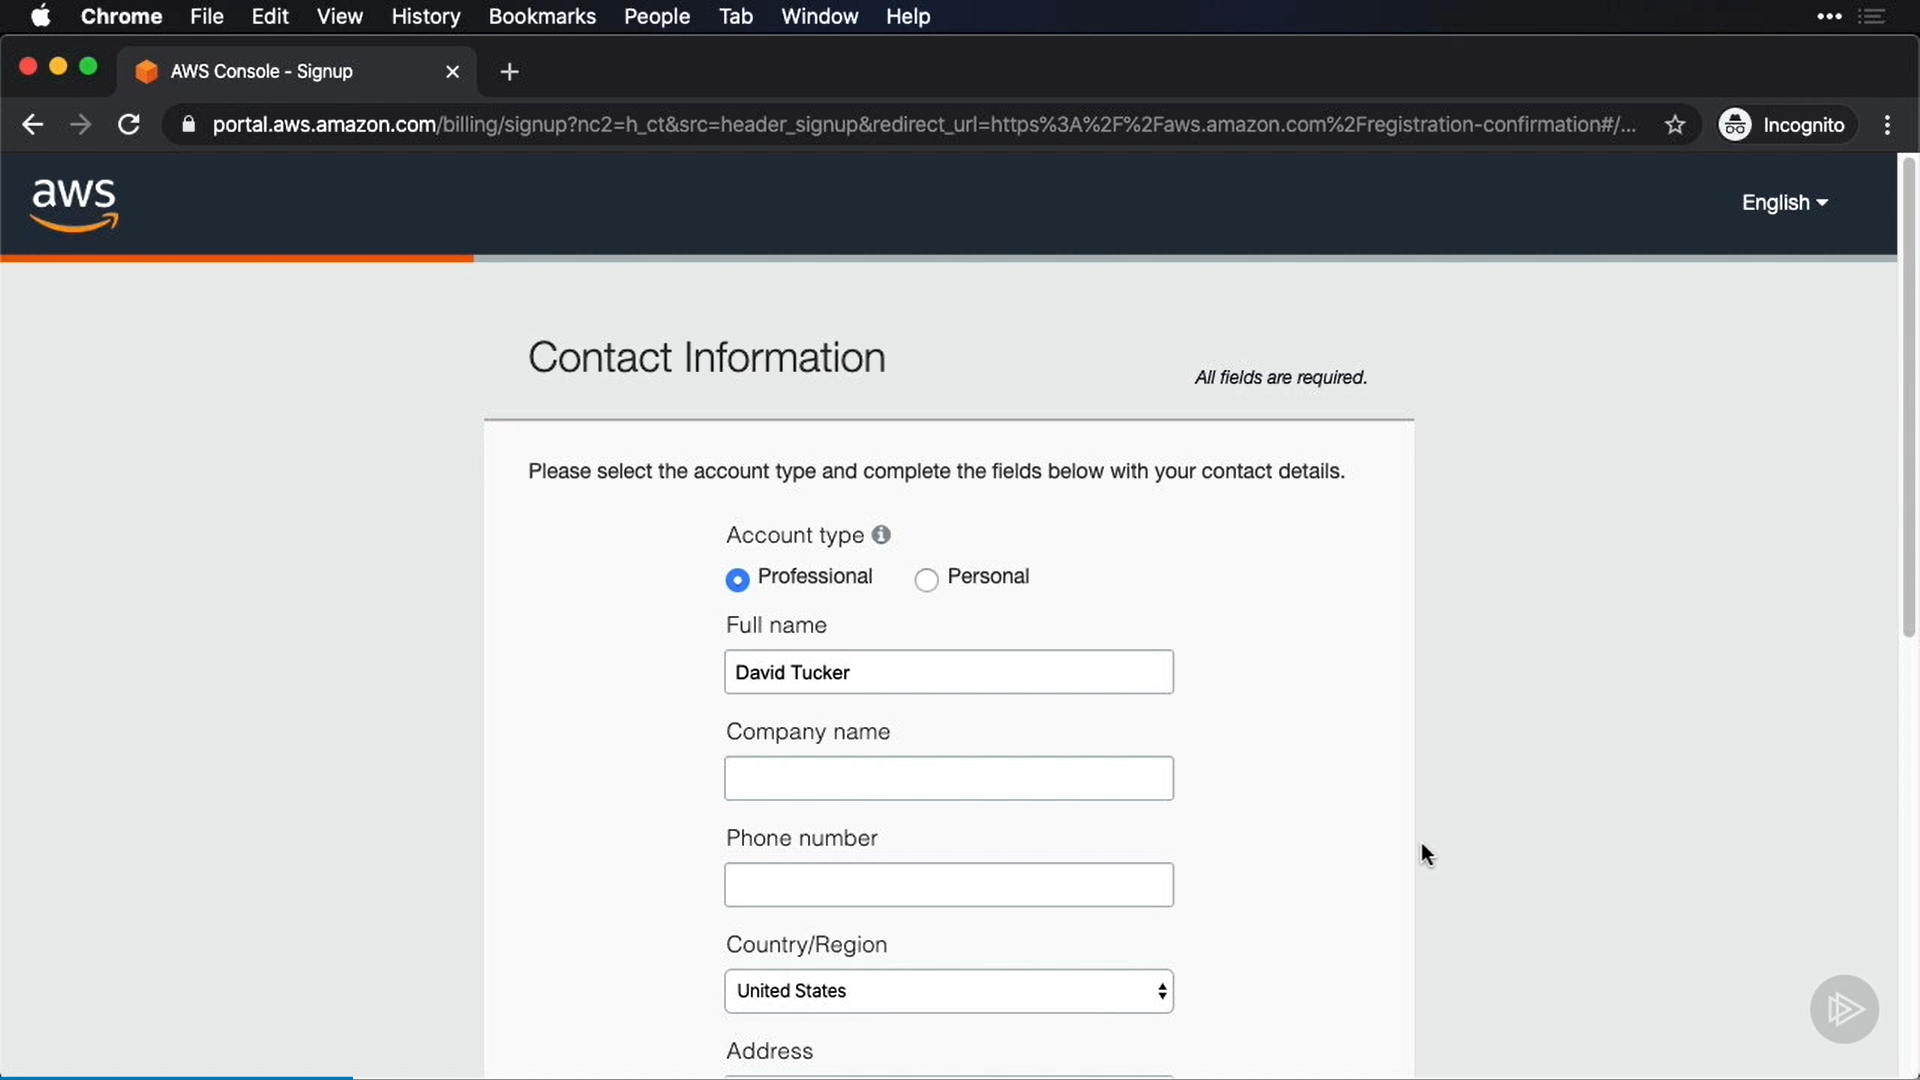 Chrome File Edit View History Bookmarks People Tab Window Help
AWS Console - Signup
portal.aws.amazon.com/billing/signup?nc2=h_ct&src=header_signup&redirect_url=https%3A%2F%2Faws.amazon.com%2Fregistration-confirmation#/...
Incognito
aws
English
Contact Information
All fields are required.
Please select the account type and complete the fields below with your contact details.
Account type
Professional Personal
Full name
David Tucker
Company name
Phone number
Country/Region
United States
Address